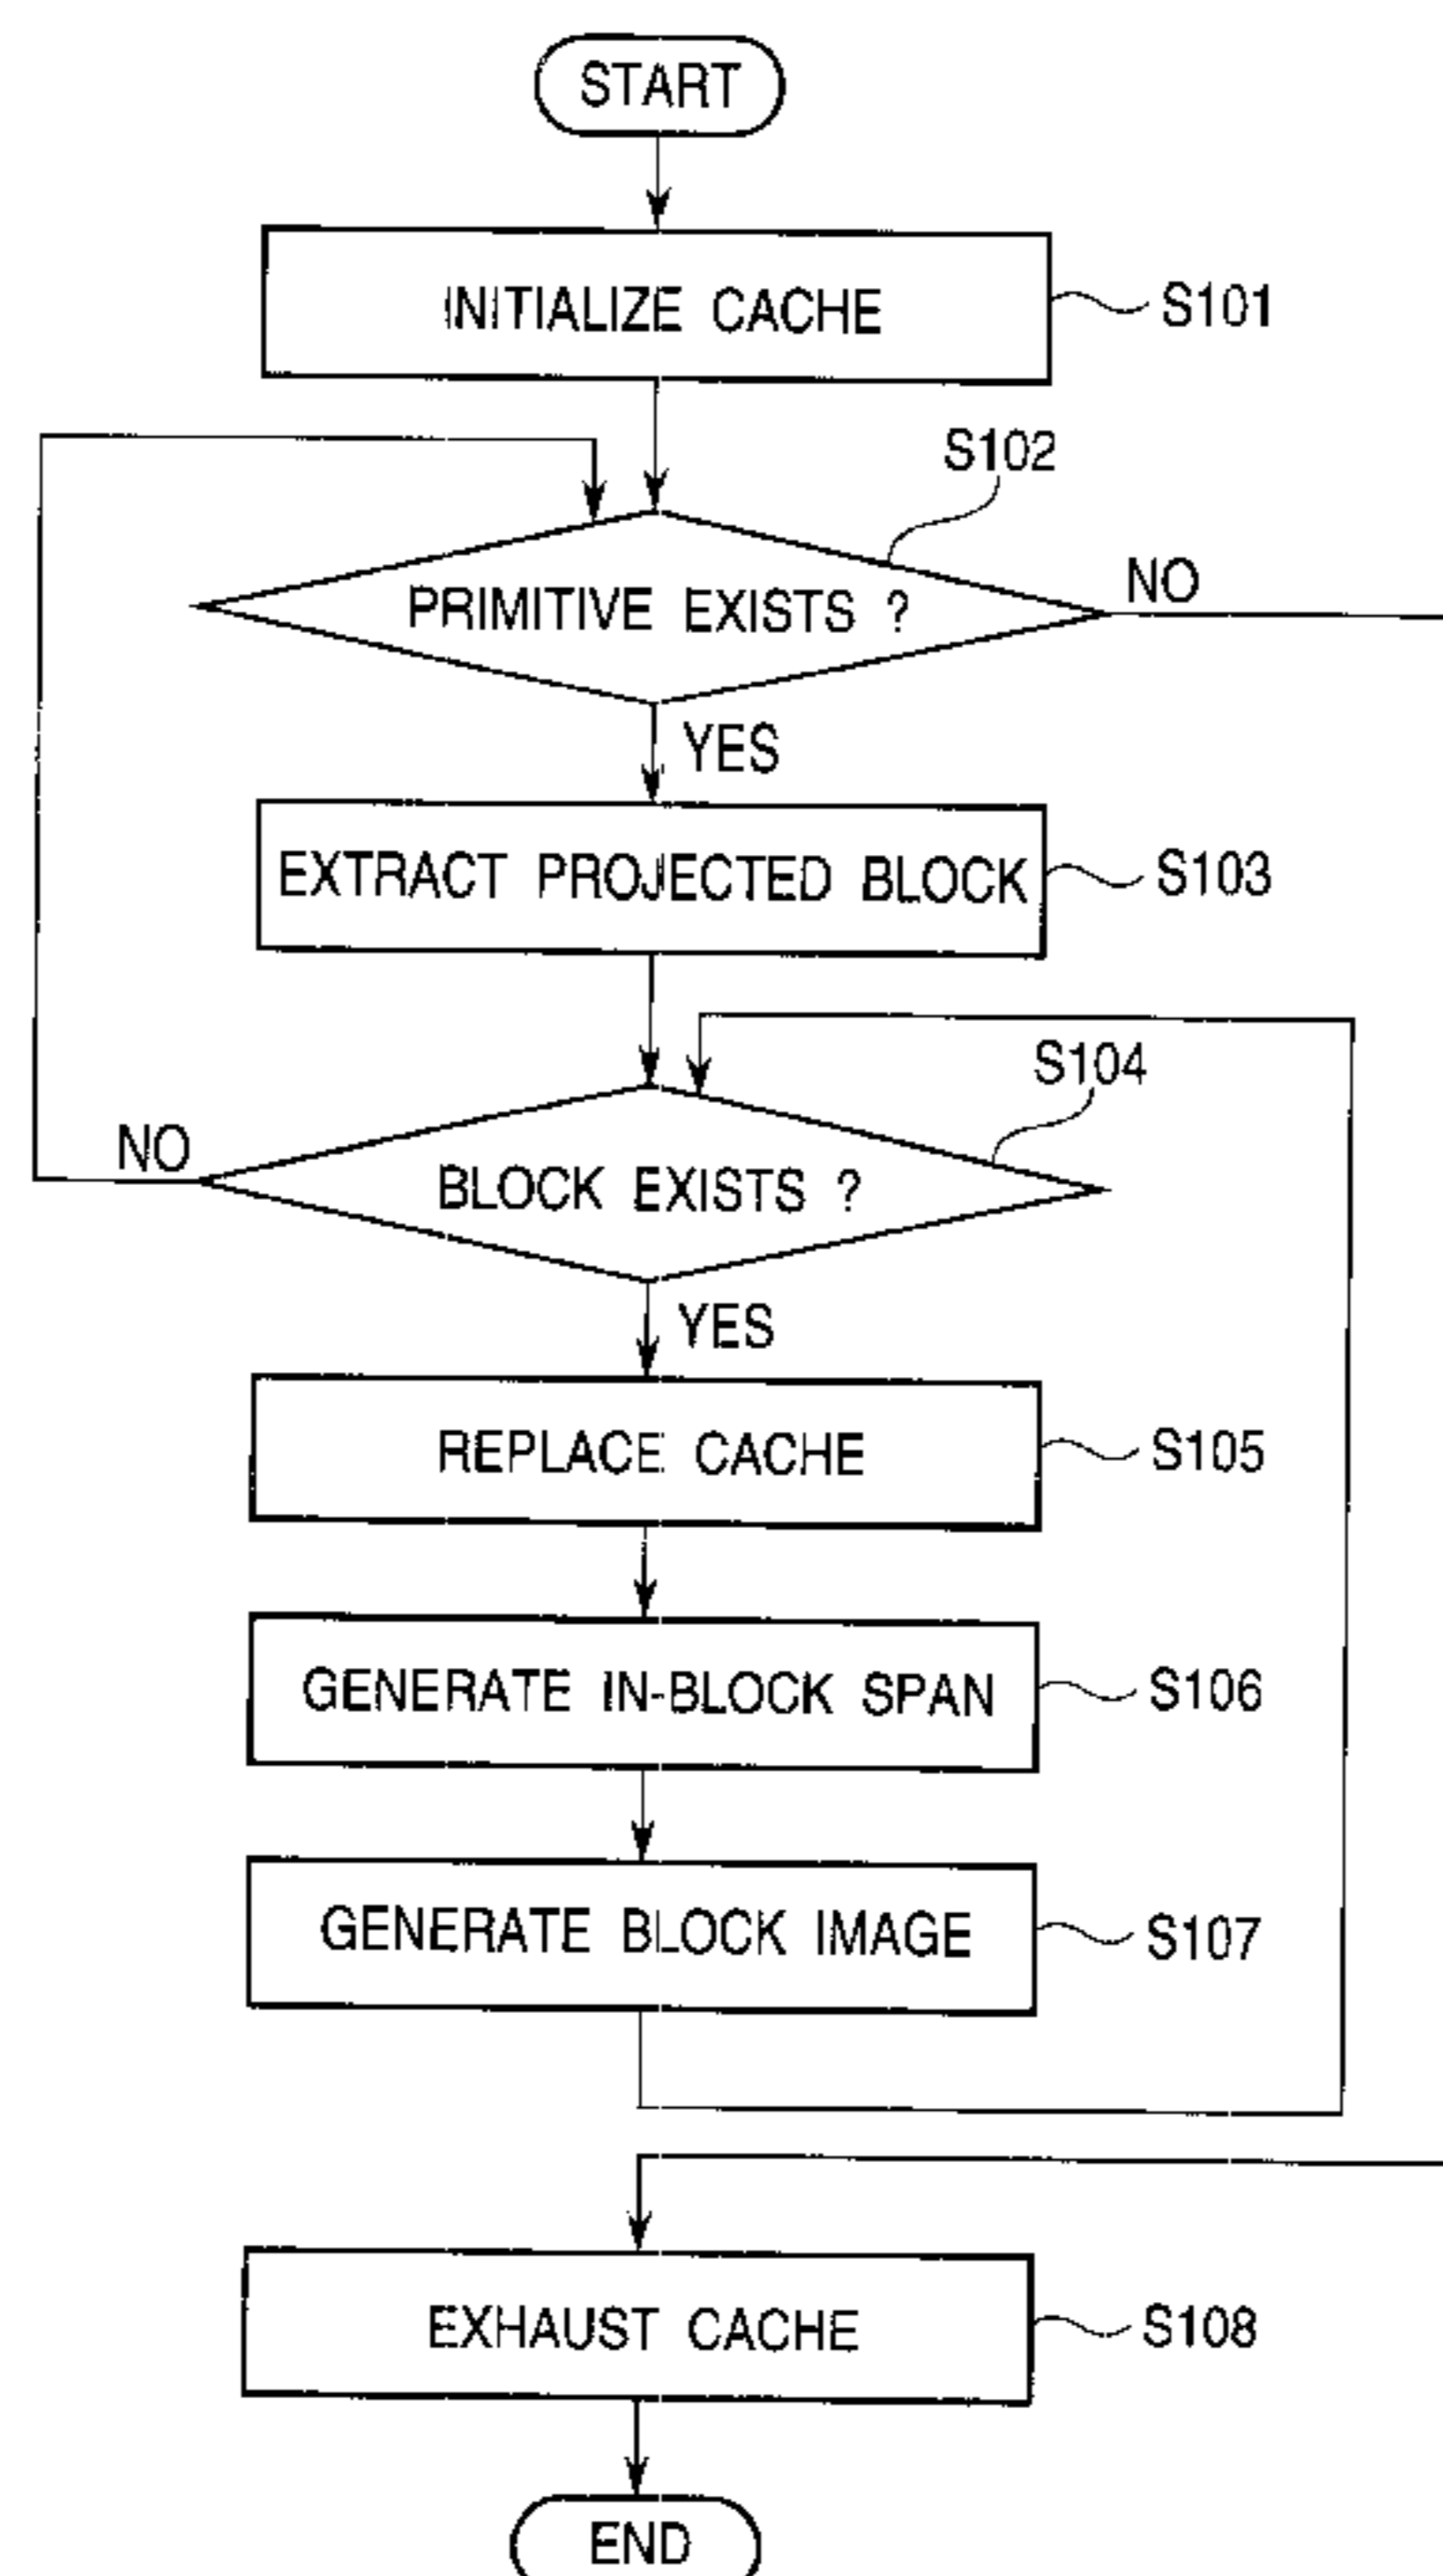 START
INITIALIZE CACHE
S101
S102
PRIMITIVE EXISTS ?
NO
YES
EXTRACT PROJECTED BLOCK
S103
S104
NO
BLOCK EXISTS ?
YES
REPLACE CACHE
S105
GENERATE IN-BLOCK SPAN
S106
GENERATE BLOCK IMAGE
S107
EXHAUST CACHE
S108
END